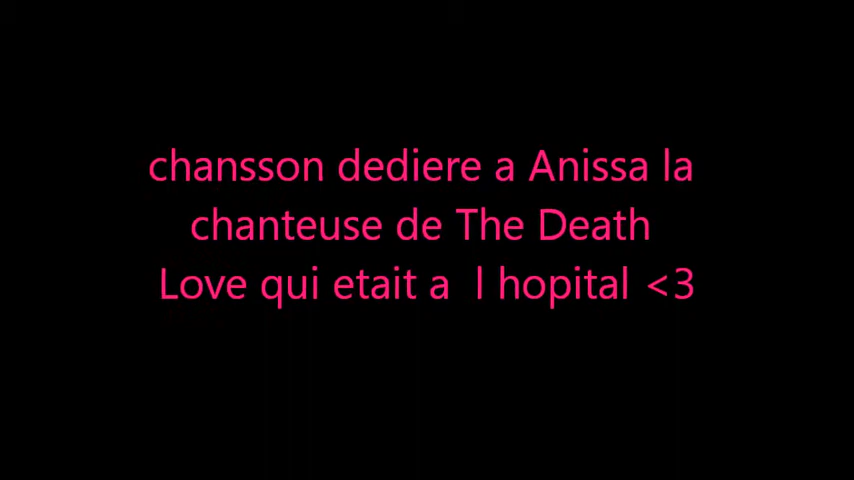 chansson dediere a Anissa la
chanteuse de The Death
Love qui etait a  l hopital <3